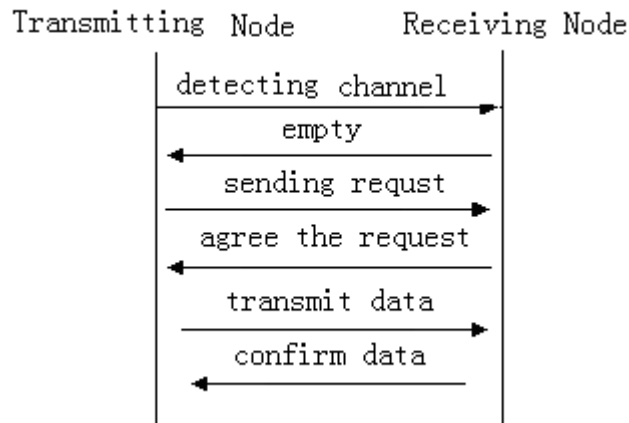 Transmitting Node Receiving Node
detecting channel
empty
sending requst
agree the request
transmit data
confirm data